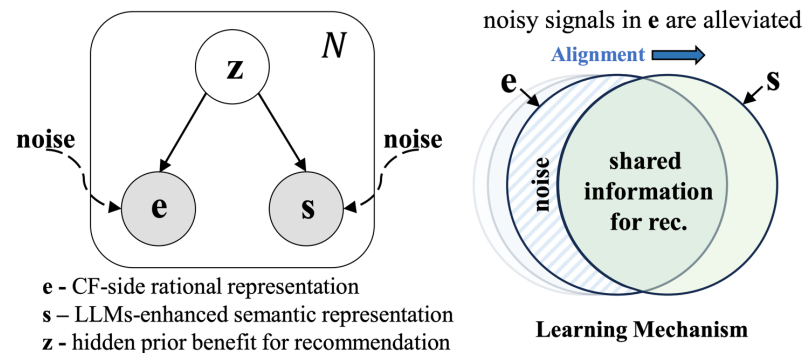 N
z
noise
noise
e
s
e - CF-side rational representation
s – LLMs-enhanced semantic representation
z - hidden prior benefit for recommendation
noisy signals in e are alleviated
Alignment
e
s
noise
shared
information
for rec.
Learning Mechanism